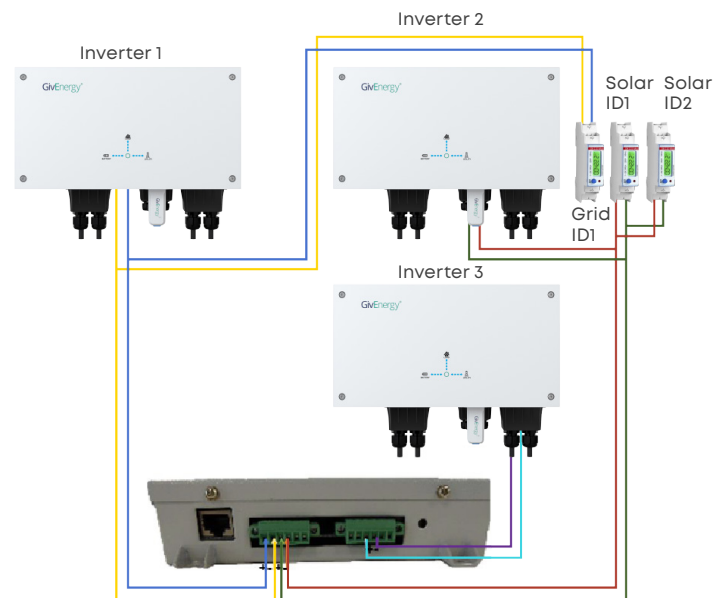 Inverter 2
Inverter 1
GivEnergy
GivEnergy
Solar
ID1
Solar
ID2
Grid
ID1
Inverter 3
GivEnergy